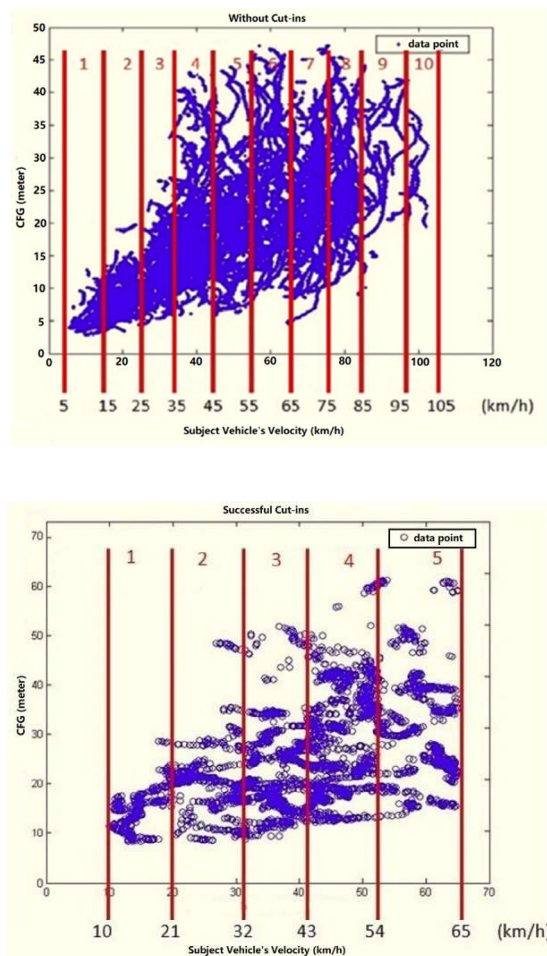 Without Cut-ins
50
data point
1 2 3 4 5 6 7 8 9 10
45
40
35
30
25
20
15
10
5
0
CFG (meter)
0 20 40 60 80 100 120
5 15 25 35 45 55 65 75 85 95 105 (km/h)
Subject Vehicle's Velocity (km/h)
Successful Cut-ins
70
data point
1 2 3 4 5
60
50
40
30
20
10
0
CFG (meter)
0 10 20 30 40 50 60 70
10 21 32 43 54 65 (km/h)
Subject Vehicle's Velocity (km/h)